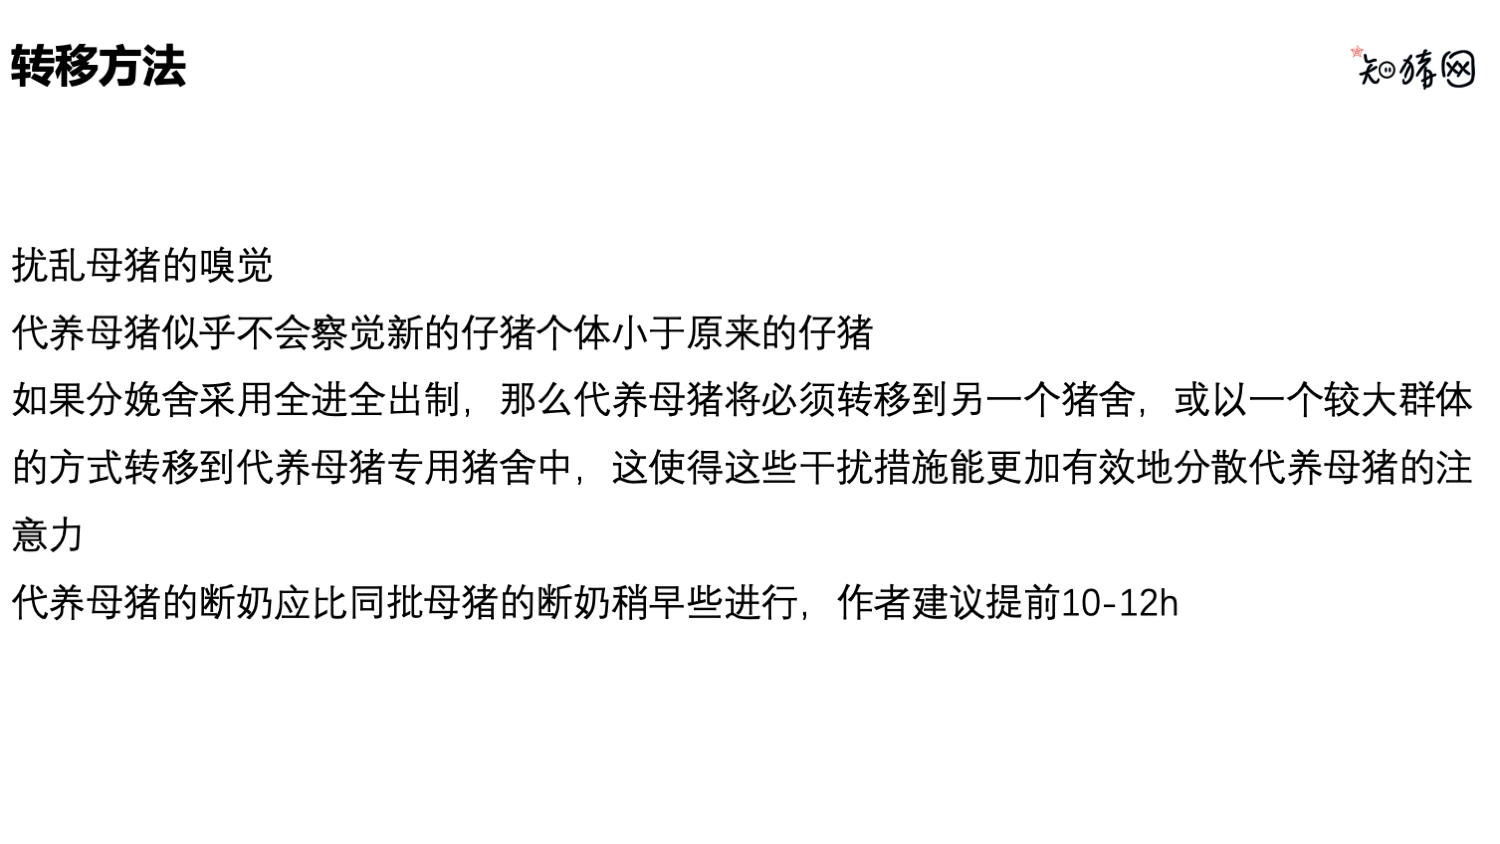 转移方法
知猪网
扰乱母猪的嗅觉
代养母猪似乎不会察觉新的仔猪个体小于原来的仔猪
如果分娩舍采用全进全出制，那么代养母猪将必须转移到另一个猪舍，或以一个较大群体
的方式转移到代养母猪专用猪舍中，这使得这些干扰措施能更加有效地分散代养母猪的注
意力
代养母猪的断奶应比同批母猪的断奶稍早些进行，作者建议提前10-12h